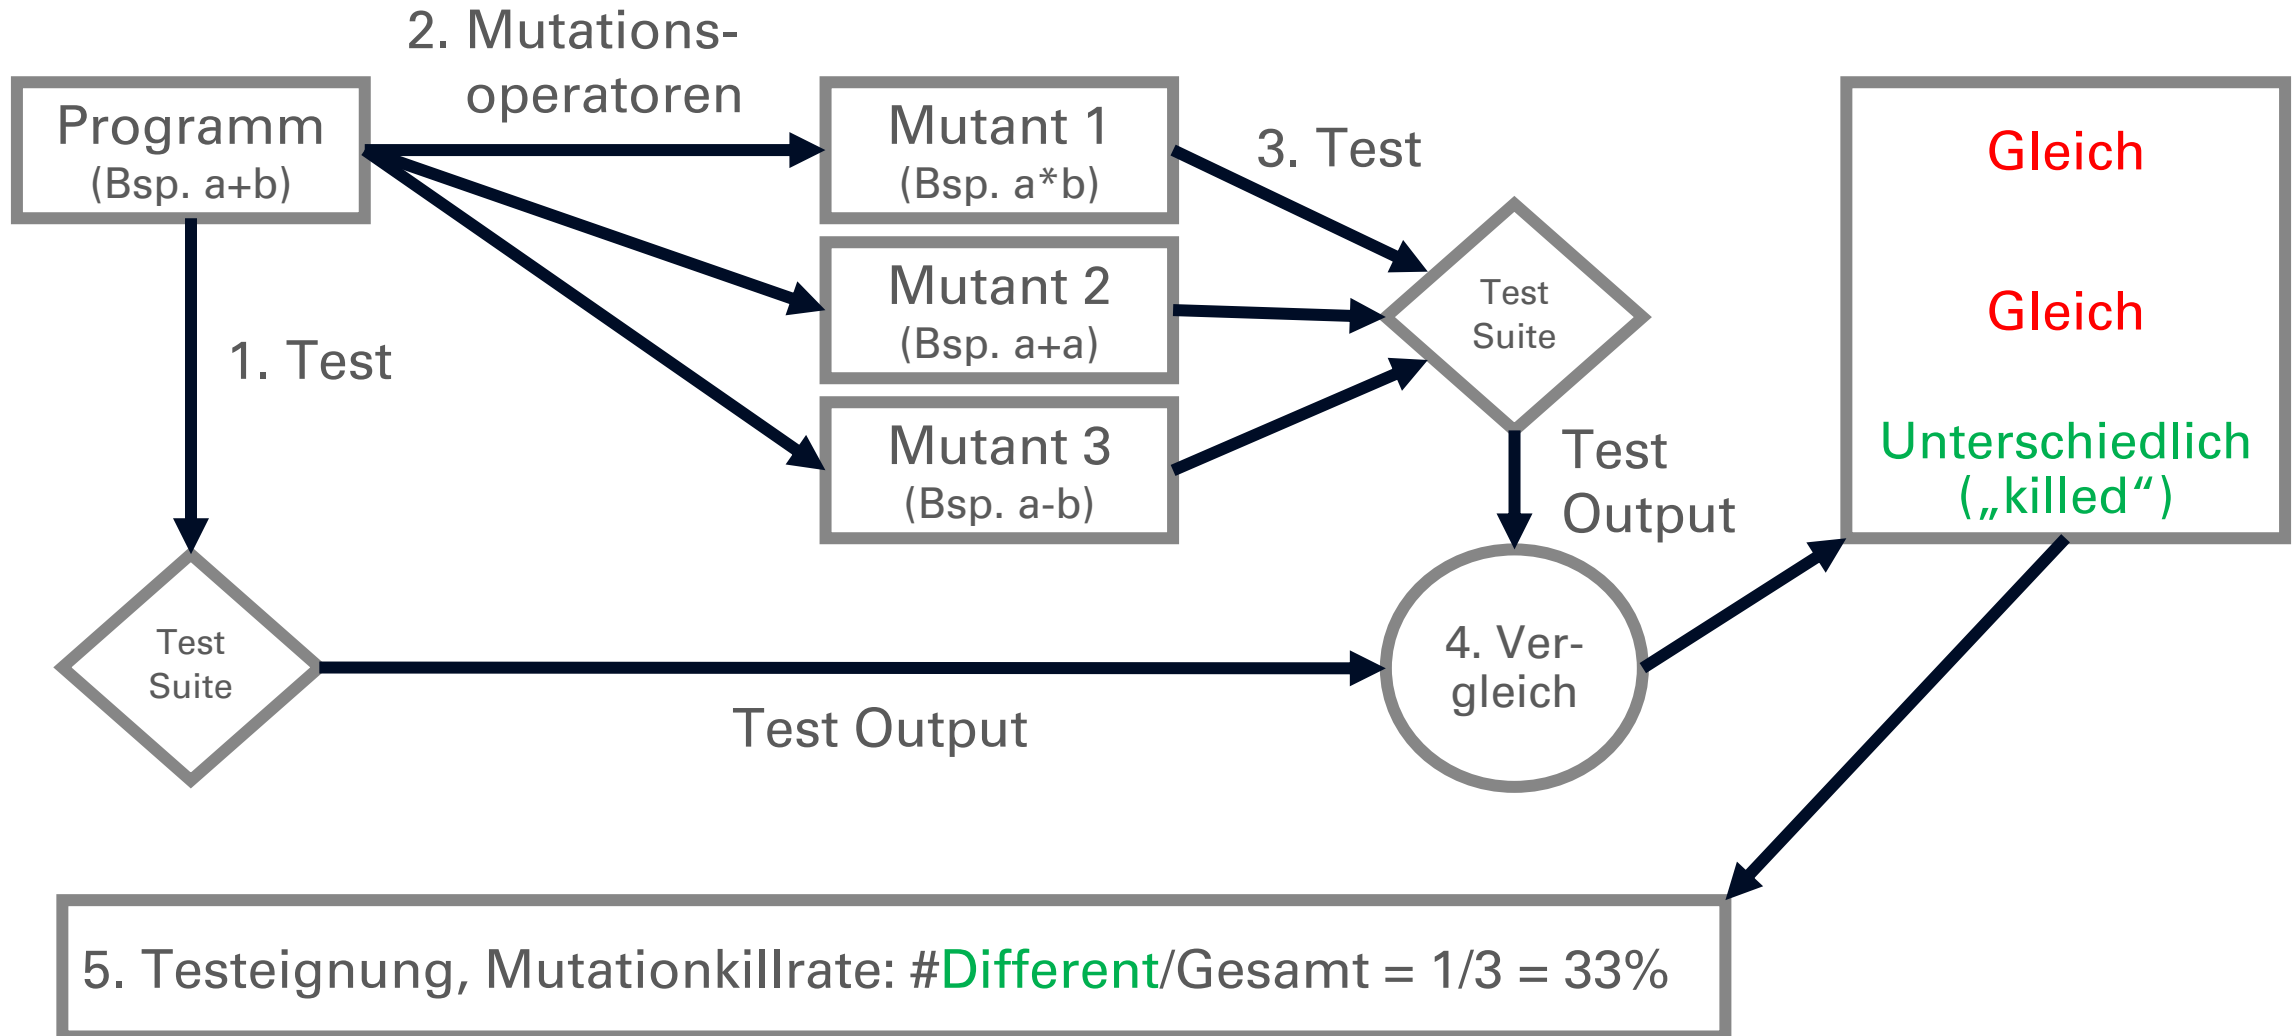 2. Mutations-
operatoren
Programm
(Bsp. a+b)
Mutant 1
(Bsp. a*b)
3. Test
Gleich
Mutant 2
(Bsp. a+a)
Test
Suite
Gleich
1. Test
Mutant 3
(Bsp. a-b)
Test
Output
Unterschiedlich
(„killed“)
Test
Suite
Test Output
4. Ver-
gleich
5. Testeignung, Mutationkillrate: #Different/Gesamt = 1/3 = 33%